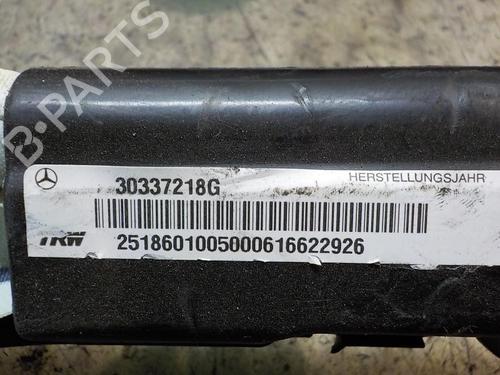 B-PARTS
30337218G
HERSTELLUNGSJAHR
TRW
2518601005000616622926